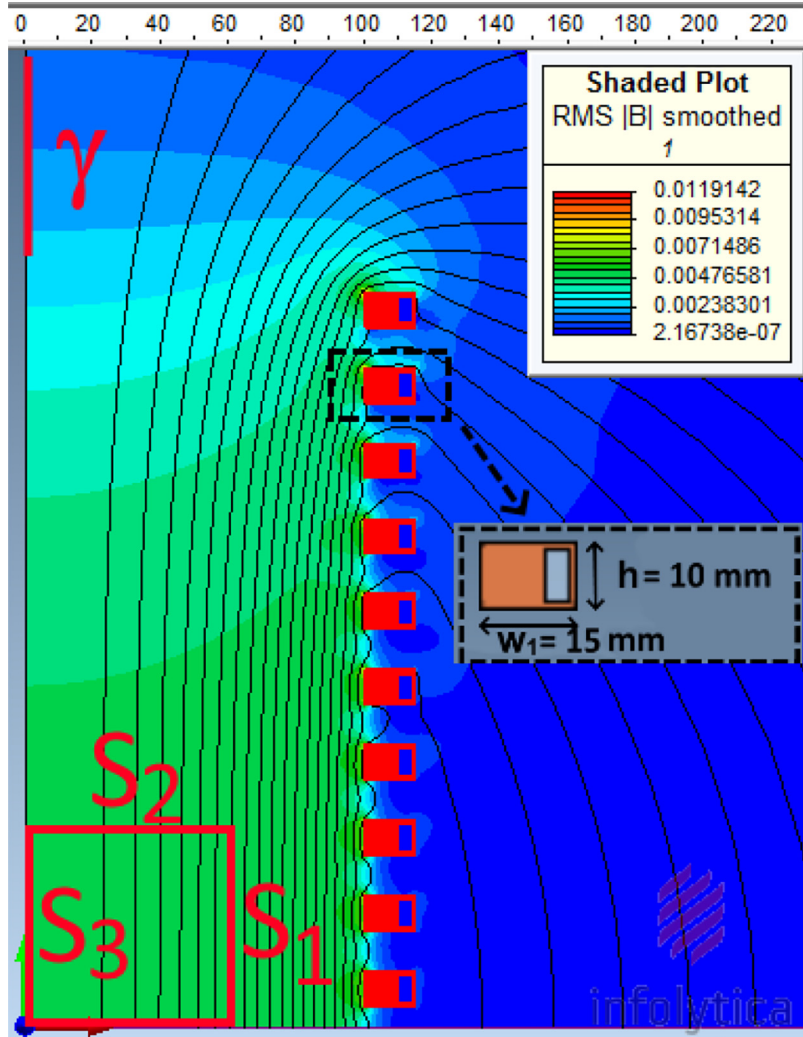 0 20 40 60 80 100 120 140 160 180 200 220
Shaded Plot
RMS |B| smoothed
1
0.0119142
0.0095314
0.0071486
0.00476581
0.00238301
2.16738e-07
γ
h = 10 mm
w₁= 15 mm
S₂
S₃
S₁
infolytica